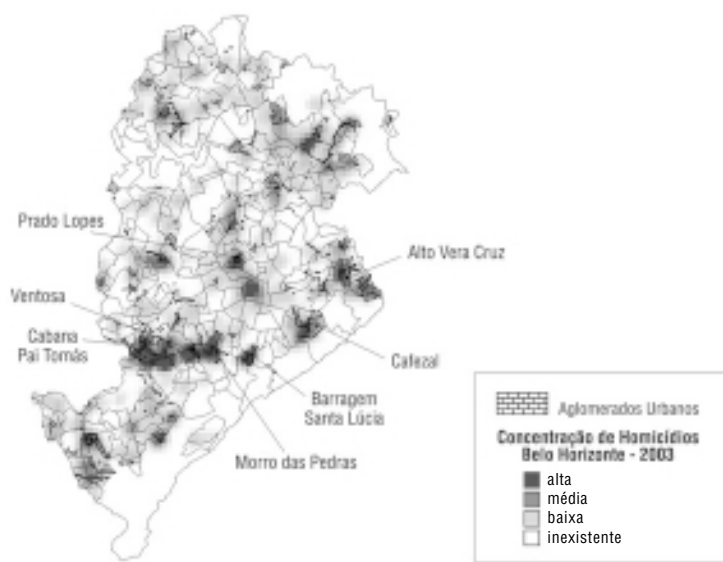 Prado Lopes
Alto Vera Cruz
Ventosa
Cabana
Pai Tomás
Cafezal
Barragem
Santa Lúcia
Morro das Pedras
Aglomerados Urbanos
Concentração de Homicídios
Belo Horizonte - 2003
alta
média
baixa
inexistente